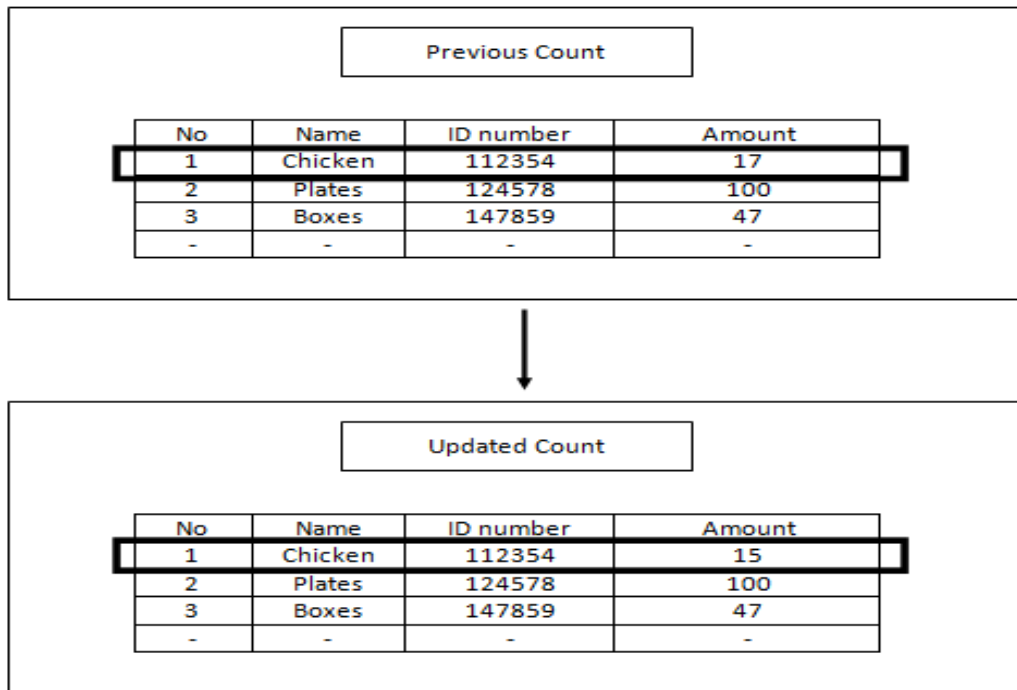 Previous Count
No Name ID number Amount
1 Chicken 112354 17
2 Plates 124578 100
3 Boxes 147859 47
- - - -
Updated Count
No Name ID number Amount
1 Chicken 112354 15
2 Plates 124578 100
3 Boxes 147859 47
- - - -